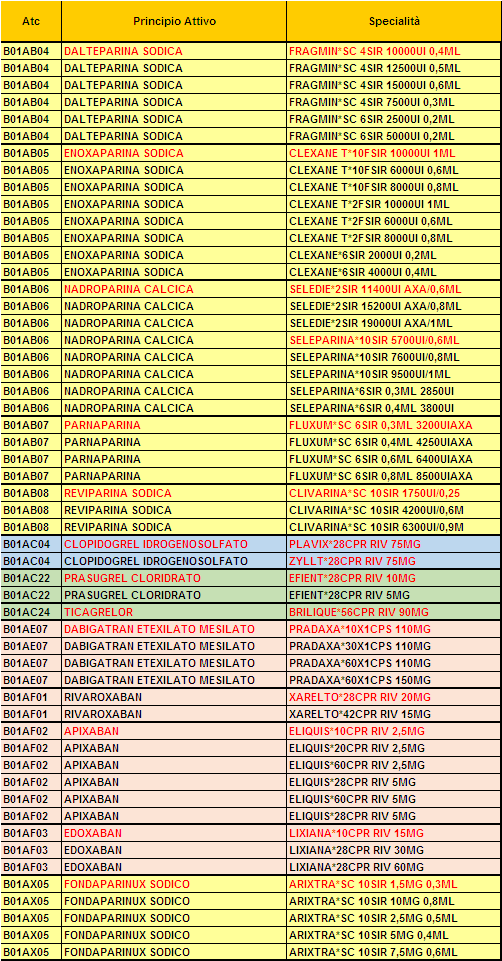 Atc Principio Attivo Specialità
B01AB04 DALTEPARINA SODICA FRAGMIN*SC 4SIR 10000UI 0,4ML
B01AB04 DALTEPARINA SODICA FRAGMIN*SC 4SIR 12500UI 0,5ML
B01AB04 DALTEPARINA SODICA FRAGMIN*SC 4SIR 15000UI 0,6ML
B01AB04 DALTEPARINA SODICA FRAGMIN*SC 4SIR 7500UI 0,3ML
B01AB04 DALTEPARINA SODICA FRAGMIN*SC 6SIR 2500UI 0,2ML
B01AB04 DALTEPARINA SODICA FRAGMIN*SC 6SIR 5000UI 0,2ML
B01AB05 ENOXAPARINA SODICA CLEXANE T*10FSIR 10000UI 1ML
B01AB05 ENOXAPARINA SODICA CLEXANE T*10FSIR 6000UI 0,6ML
B01AB05 ENOXAPARINA SODICA CLEXANE T*10FSIR 8000UI 0,8ML
B01AB05 ENOXAPARINA SODICA CLEXANE T*2FSIR 10000UI 1ML
B01AB05 ENOXAPARINA SODICA CLEXANE T*2FSIR 6000UI 0,6ML
B01AB05 ENOXAPARINA SODICA CLEXANE T*2FSIR 8000UI 0,8ML
B01AB05 ENOXAPARINA SODICA CLEXANE*6SIR 2000UI 0,2ML
B01AB05 ENOXAPARINA SODICA CLEXANE*6SIR 4000UI 0,4ML
B01AB06 NADROPARINA CALCICA SELEDIE*2SIR 11400UI AXA/0,6ML
B01AB06 NADROPARINA CALCICA SELEDIE*2SIR 15200UI AXA/0,8ML
B01AB06 NADROPARINA CALCICA SELEDIE*2SIR 19000UI AXA/1ML
B01AB06 NADROPARINA CALCICA SELEPARINA*10SIR 5700UI/0,6ML
B01AB06 NADROPARINA CALCICA SELEPARINA*10SIR 7600UI/0,8ML
B01AB06 NADROPARINA CALCICA SELEPARINA*10SIR 9500UI/1ML
B01AB06 NADROPARINA CALCICA SELEPARINA*6SIR 0,3ML 2850UI
B01AB06 NADROPARINA CALCICA SELEPARINA*6SIR 0,4ML 3800UI
B01AB07 PARNAPARINA FLUXUM*SC 6SIR 0,3ML 3200UIAXA
B01AB07 PARNAPARINA FLUXUM*SC 6SIR 0,4ML 4250UIAXA
B01AB07 PARNAPARINA FLUXUM*SC 6SIR 0,6ML 6400UIAXA
B01AB07 PARNAPARINA FLUXUM*SC 6SIR 0,8ML 8500UIAXA
B01AB08 REVIPARINA SODICA CLIVARINA*SC 10SIR 1750UI/0,25
B01AB08 REVIPARINA SODICA CLIVARINA*SC 10SIR 4200UI/0,6M
B01AB08 REVIPARINA SODICA CLIVARINA*SC 10SIR 6300UI/0,9M
B01AC04 CLOPIDOGREL IDROGENOSOLFATO PLAVIX*28CPR RIV 75MG
B01AC04 CLOPIDOGREL IDROGENOSOLFATO ZYLLT*28CPR RIV 75MG
B01AC22 PRASUGREL CLORIDRATO EFIENT*28CPR RIV 10MG
B01AC22 PRASUGREL CLORIDRATO EFIENT*28CPR RIV 5MG
B01AC24 TICAGRELOR BRILIQUE*56CPR RIV 90MG
B01AE07 DABIGATRAN ETEXILATO MESILATO PRADAXA*10X1CPS 110MG
B01AE07 DABIGATRAN ETEXILATO MESILATO PRADAXA*30X1CPS 110MG
B01AE07 DABIGATRAN ETEXILATO MESILATO PRADAXA*60X1CPS 110MG
B01AE07 DABIGATRAN ETEXILATO MESILATO PRADAXA*60X1CPS 150MG
B01AF01 RIVAROXABAN XARELTO*28CPR RIV 20MG
B01AF01 RIVAROXABAN XARELTO*42CPR RIV 15MG
B01AF02 APIXABAN ELIQUIS*10CPR RIV 2,5MG
B01AF02 APIXABAN ELIQUIS*20CPR RIV 2,5MG
B01AF02 APIXABAN ELIQUIS*60CPR RIV 2,5MG
B01AF02 APIXABAN ELIQUIS*28CPR RIV 5MG
B01AF02 APIXABAN ELIQUIS*60CPR RIV 5MG
B01AF02 APIXABAN ELIQUIS*28CPR RIV 5MG
B01AF03 EDOXABAN LIXIANA*10CPR RIV 15MG
B01AF03 EDOXABAN LIXIANA*28CPR RIV 30MG
B01AF03 EDOXABAN LIXIANA*28CPR RIV 60MG
B01AX05 FONDAPARINUX SODICO ARIXTRA*SC 10SIR 1,5MG 0,3ML
B01AX05 FONDAPARINUX SODICO ARIXTRA*SC 10SIR 10MG 0,8ML
B01AX05 FONDAPARINUX SODICO ARIXTRA*SC 10SIR 2,5MG 0,5ML
B01AX05 FONDAPARINUX SODICO ARIXTRA*SC 10SIR 5MG 0,4ML
B01AX05 FONDAPARINUX SODICO ARIXTRA*SC 10SIR 7,5MG 0,6ML